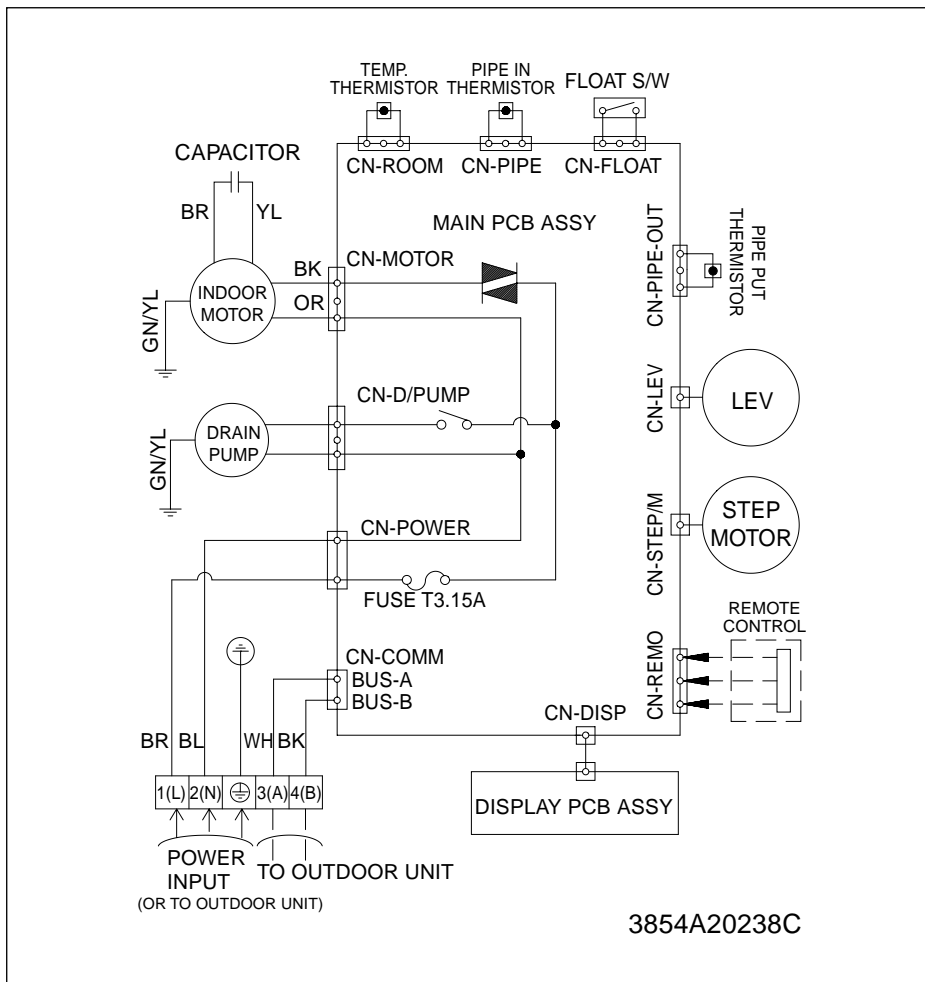 TEMP.
THERMISTOR
PIPE IN
THERMISTOR
FLOAT S/W
CN-ROOM
CN-PIPE
CN-FLOAT
CAPACITOR
BR
YL
MAIN PCB ASSY
CN-MOTOR
BK
OR
INDOOR
MOTOR
GN/YL
CN-PIPE-OUT
PIPE PUT
THERMISTOR
CN-D/PUMP
DRAIN
PUMP
GN/YL
CN-LEV
LEV
CN-POWER
FUSE T3.15A
CN-STEP/M
STEP
MOTOR
REMOTE
CONTROL
CN-REMO
CN-COMM
BUS-A
BUS-B
CN-DISP
DISPLAY PCB ASSY
BR BL WH BK
1(L) 2(N) 3(A) 4(B)
POWER
INPUT
(OR TO OUTDOOR UNIT)
TO OUTDOOR UNIT
3854A20238C